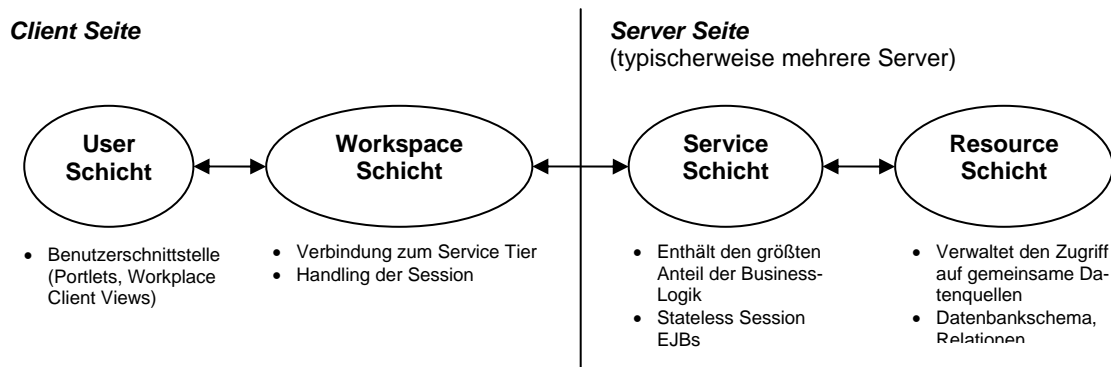 Client Seite
Server Seite
(typischerweise mehrere Server)
User
Schicht
Workspace
Schicht
Service
Schicht
Resource
Schicht
• Benutzerschnittstelle
(Portlets, Workplace
Client Views)
• Verbindung zum Service Tier
• Handling der Session
• Enthält den größten
Anteil der Business-
Logik
• Stateless Session
EJBs
• Verwaltet den Zugriff
auf gemeinsame Da-
tenquellen
• Datenbankschema,
Relationen